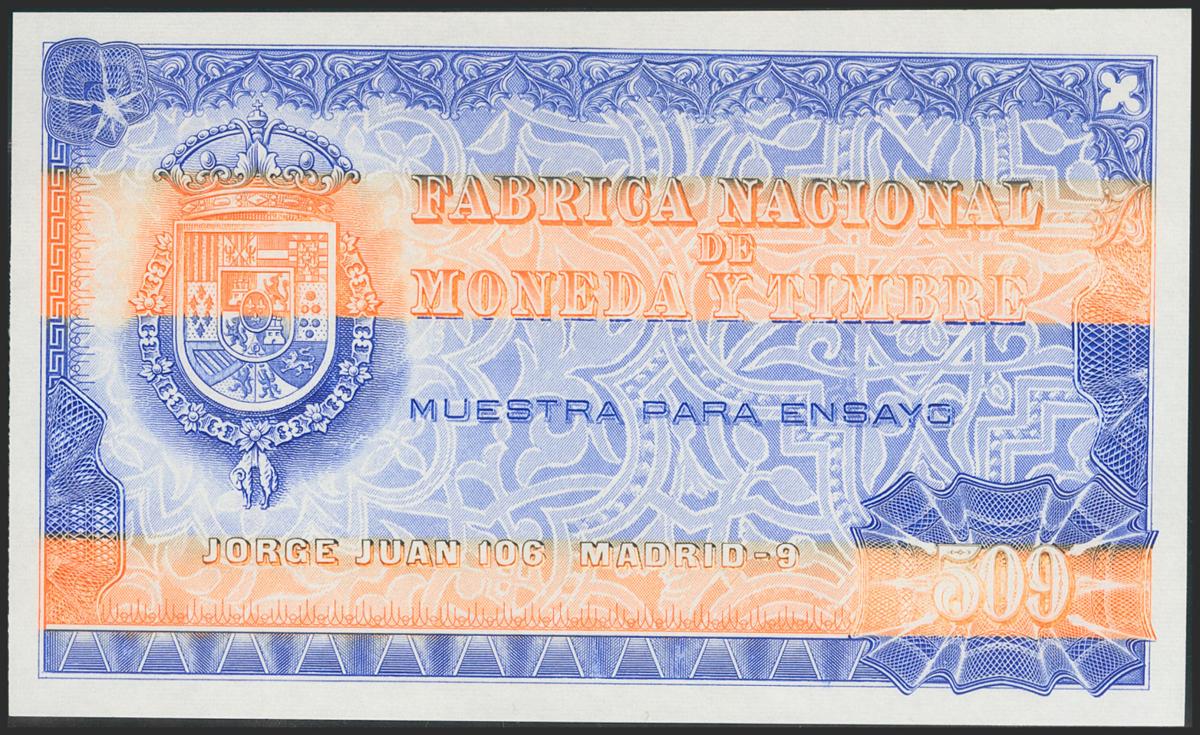 FABRICA NACIONAL
DE
MONEDA Y TIMBRE
MUESTRA PARA ENSAYO
JORGE JUAN 106 MADRID-9
509